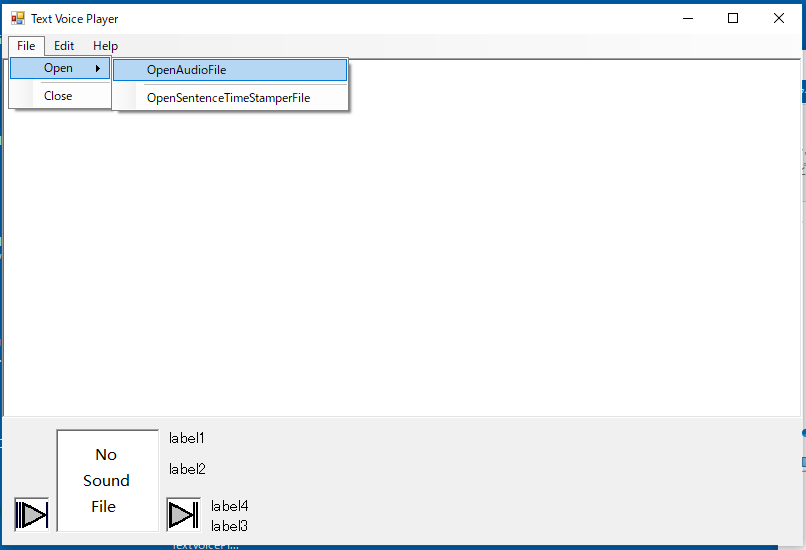 Text Voice Player
File Edit Help
Open OpenAudioFile
Close OpenSentenceTimeStamperFile
No
Sound
File
label1
label2
label4
label3